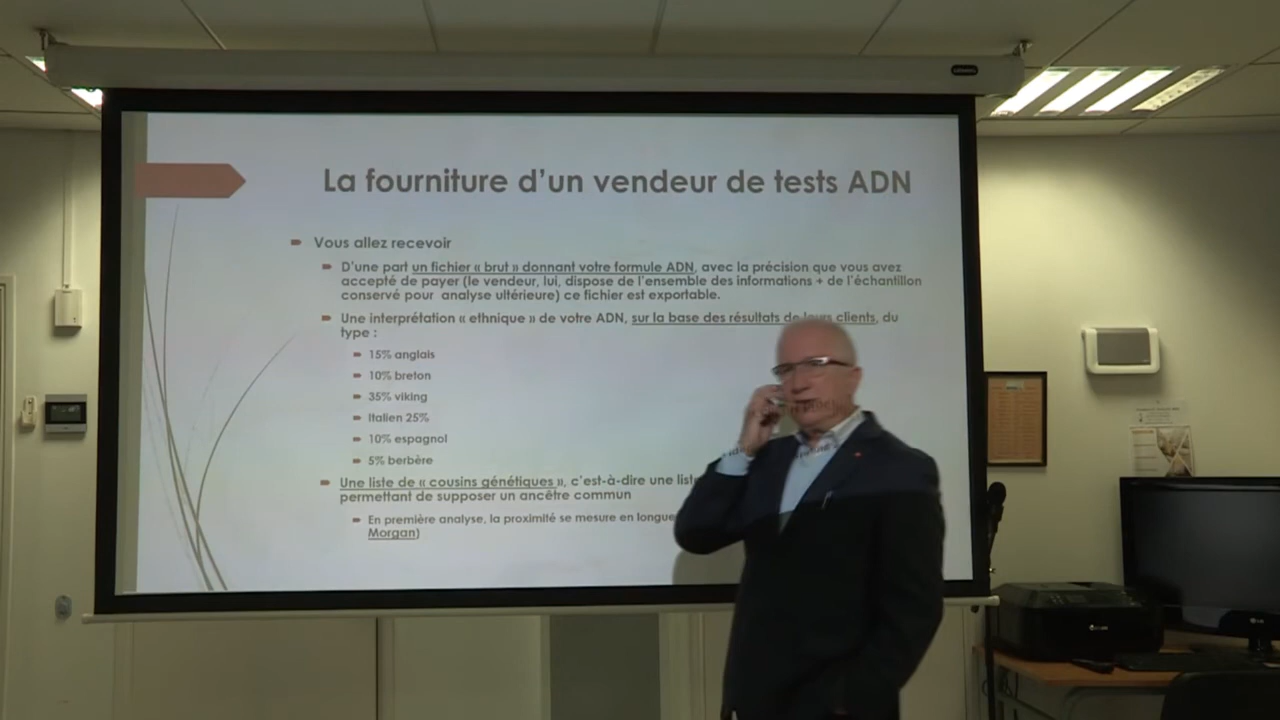 La fourniture d’un vendeur de tests ADN
Vous allez recevoir
D’une part un fichier « brut » donnant votre formule ADN, avec la précision que vous avez
accepté de payer (le vendeur, lui, dispose de l’ensemble des informations + de l’échantillon
conservé pour analyse ultérieure) ce fichier est exportable.
Une interprétation « ethnique » de votre ADN, sur la base des résultats de leurs clients, du
type :
15% anglais
10% breton
35% viking
Italien 25%
10% espagnol
5% berbère
Une liste de « cousins génétiques », c’est-à-dire une liste
permettant de supposer un ancêtre commun
En première analyse, la proximité se mesure en
Morgan)
LG